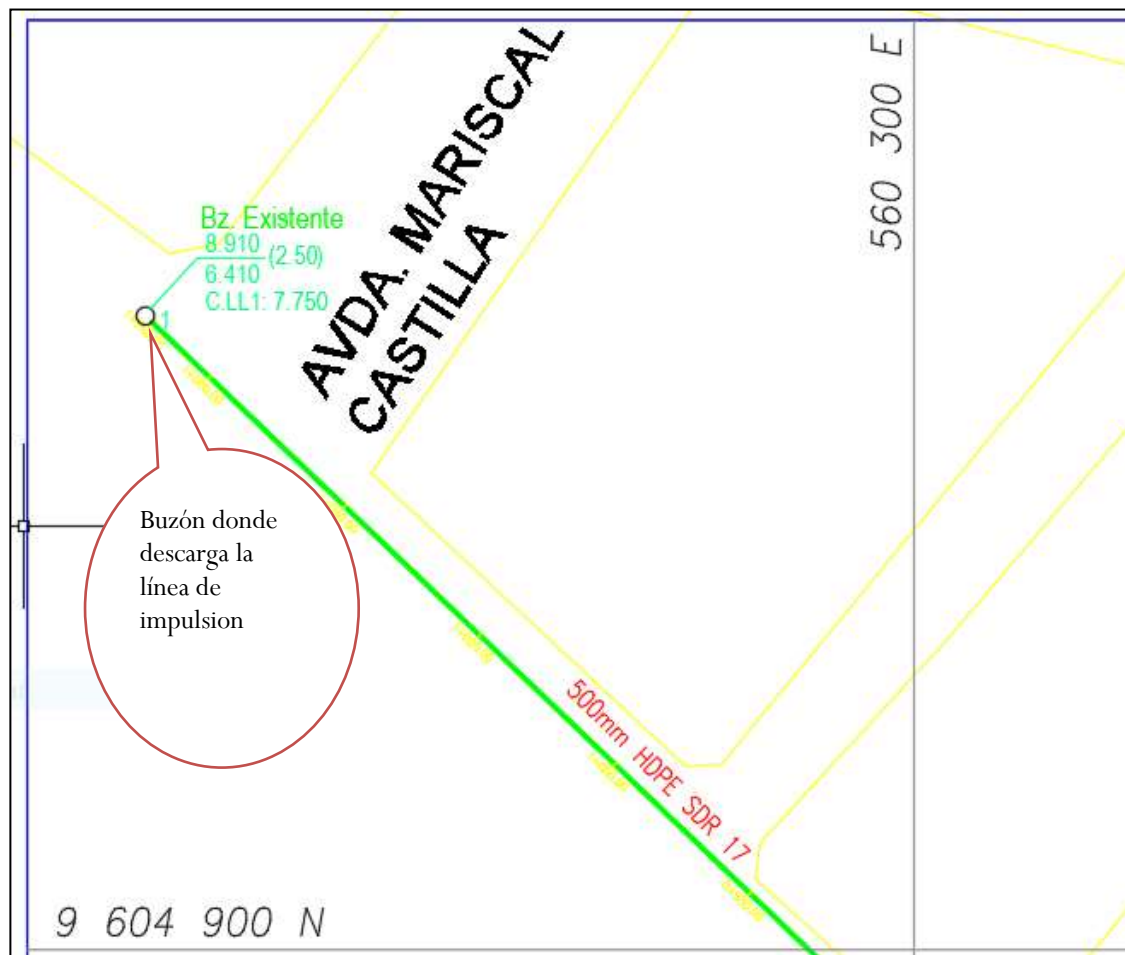 AVDA. MARISCAL
CASTILLA
560 300 E
Bz. Existente
8.910
6.410
(2.50)
C.LL1: 7.750
1
Buzón donde
descarga la
línea de
impulsion
500mm HDPE SDR 17
9 604 900 N